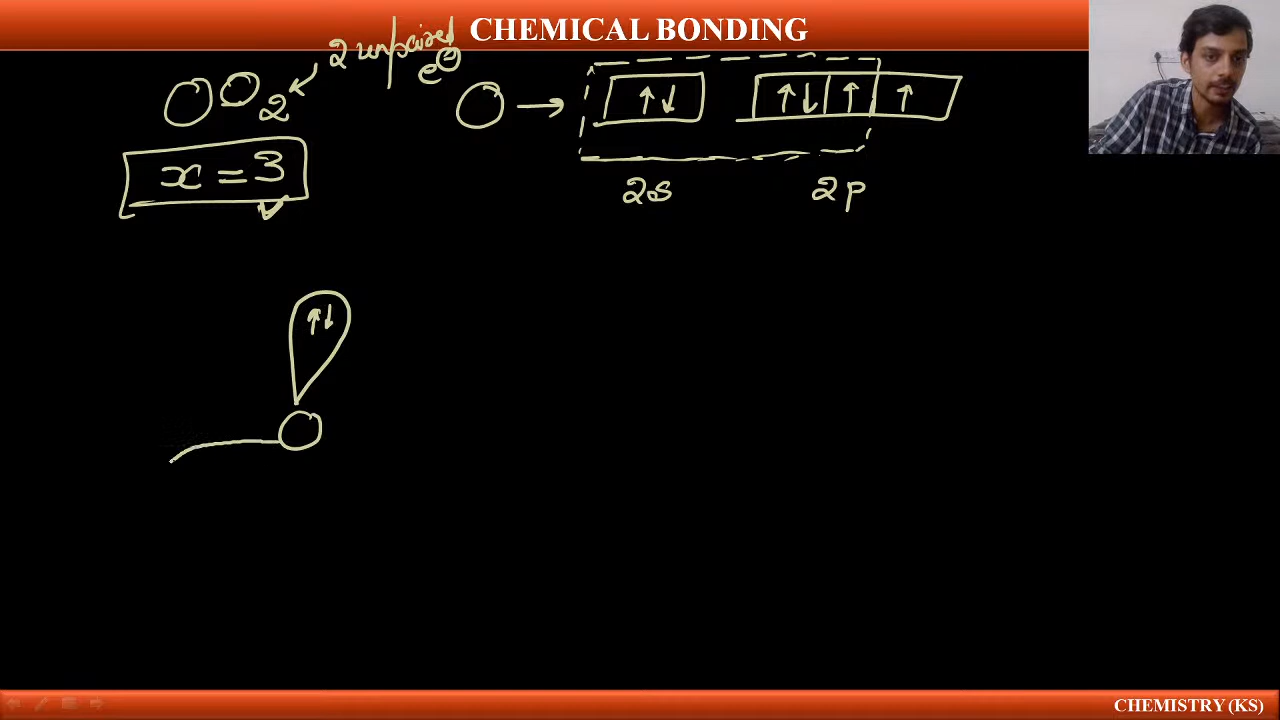 CHEMICAL BONDING
2 unpaired
e⊖
OO₂
O → ↑↓ ↑↓ ↑ ↑
x = 3
2s 2p
↑↓
O
CHEMISTRY (KS)